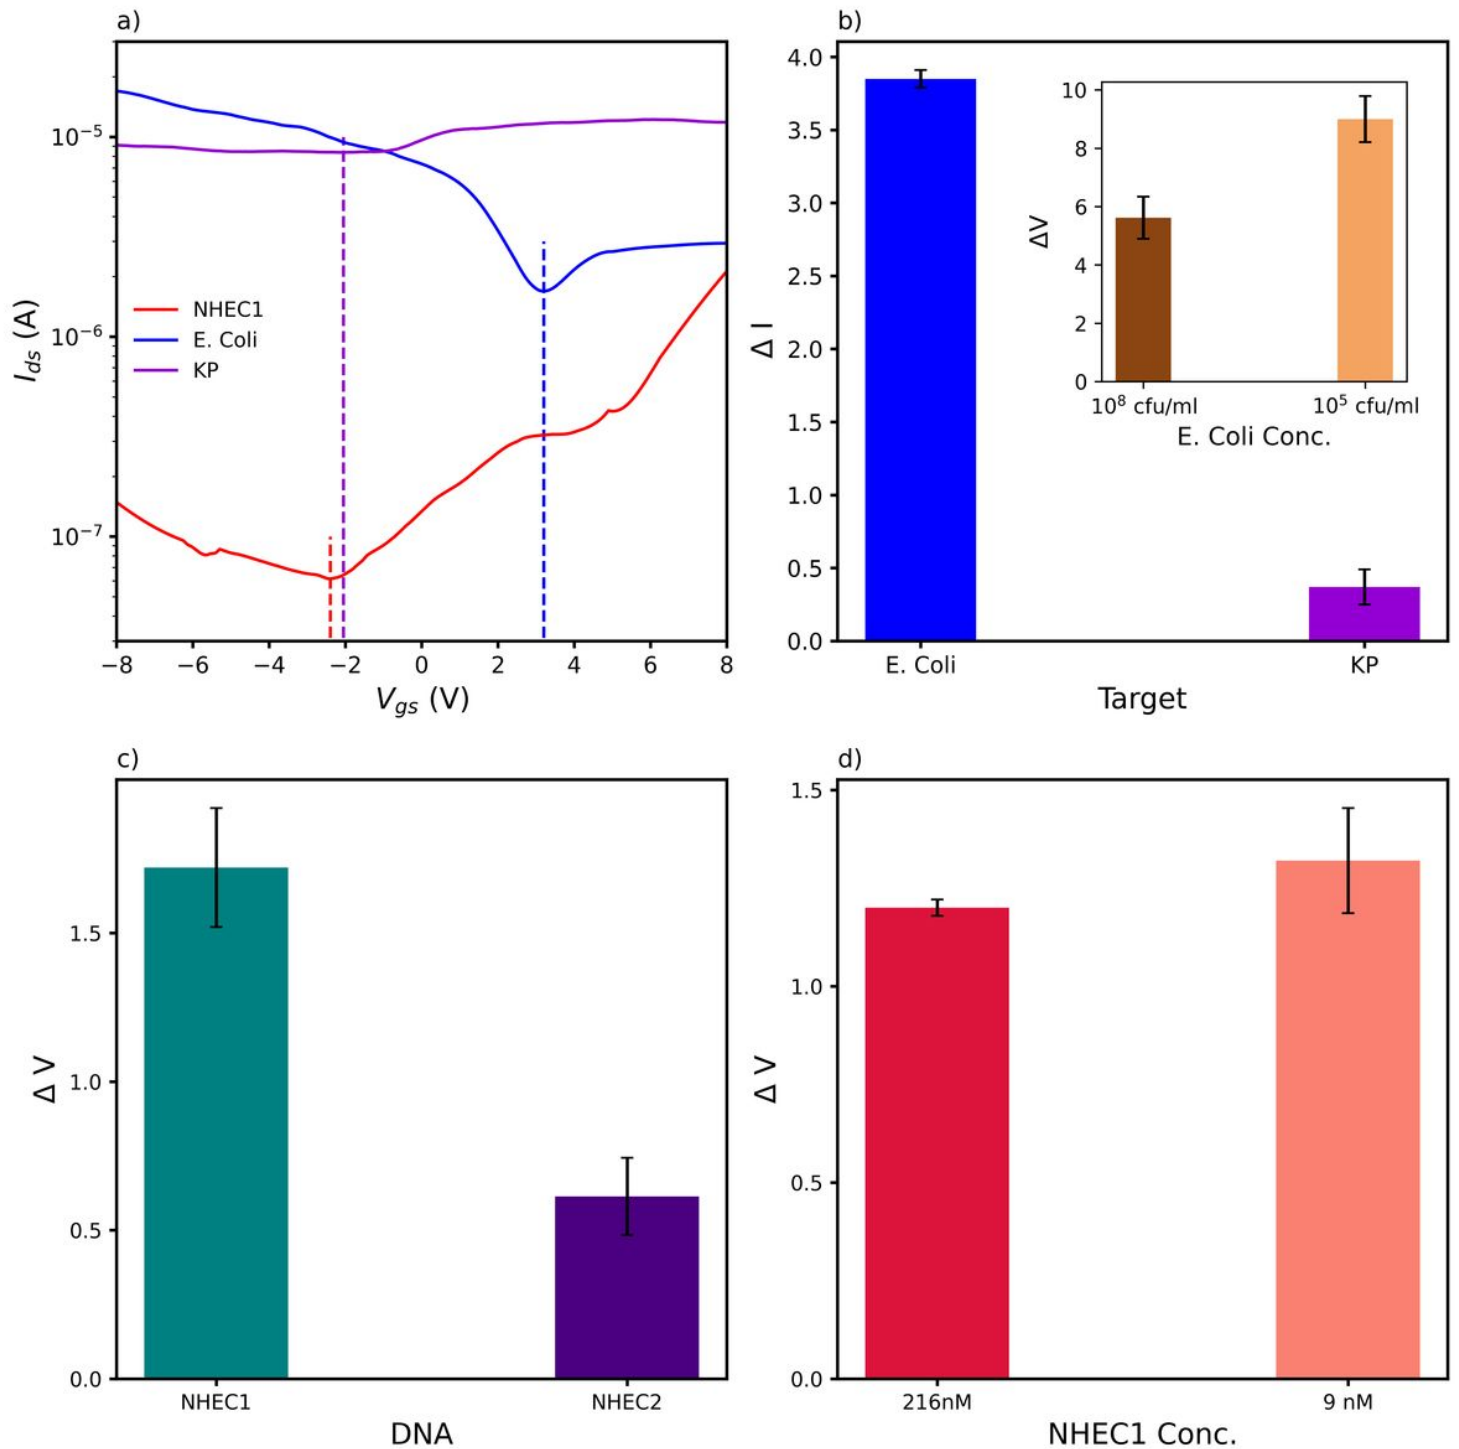 a)
10⁻⁵
10⁻⁶
10⁻⁷
I_ds (A)
NHEC1
E. Coli
KP
−8 −6 −4 −2 0 2 4 6 8
V_gs (V)
b)
4.0
3.5
3.0
2.5
2.0
1.5
1.0
0.5
0.0
Δ I
E. Coli KP
Target
10
8
6
4
2
0
ΔV
10⁸ cfu/ml 10⁵ cfu/ml
E. Coli Conc.
c)
1.5
1.0
0.5
0.0
Δ V
NHEC1 NHEC2
DNA
d)
1.5
1.0
0.5
0.0
Δ V
216nM 9 nM
NHEC1 Conc.